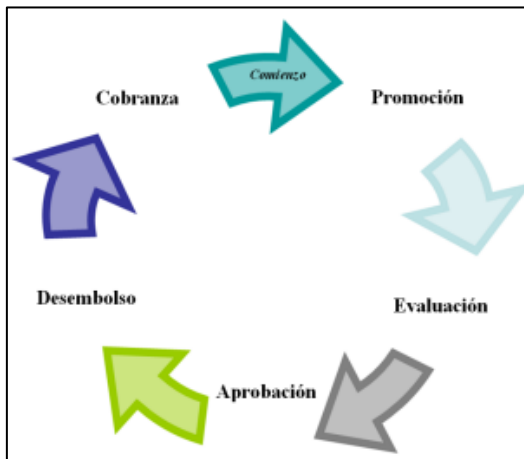 Comienzo
Cobranza
Promoción
Desembolso
Evaluación
Aprobación